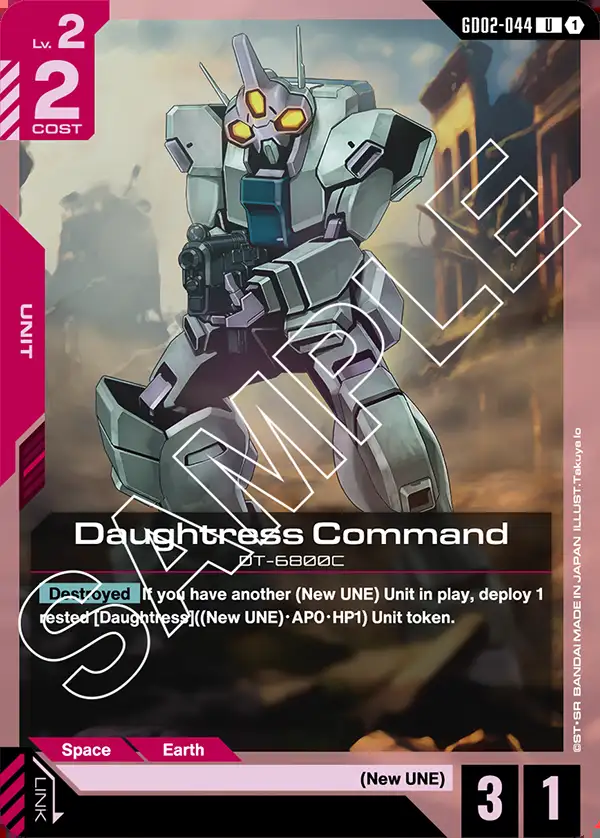 GD02-044 U 1
Lv. 2
2
COST
UNIT
SAMPLE
Daughtress Command
DT-6800C
Destroyed If you have another (New UNE) Unit in play, deploy 1
rested [Daughtress]((New UNE)･AP0･HP1) Unit token.
©ST･SR BANDAI MADE IN JAPAN ILLUST:Takuya Io
Space Earth
LINK
(New UNE)
3 1